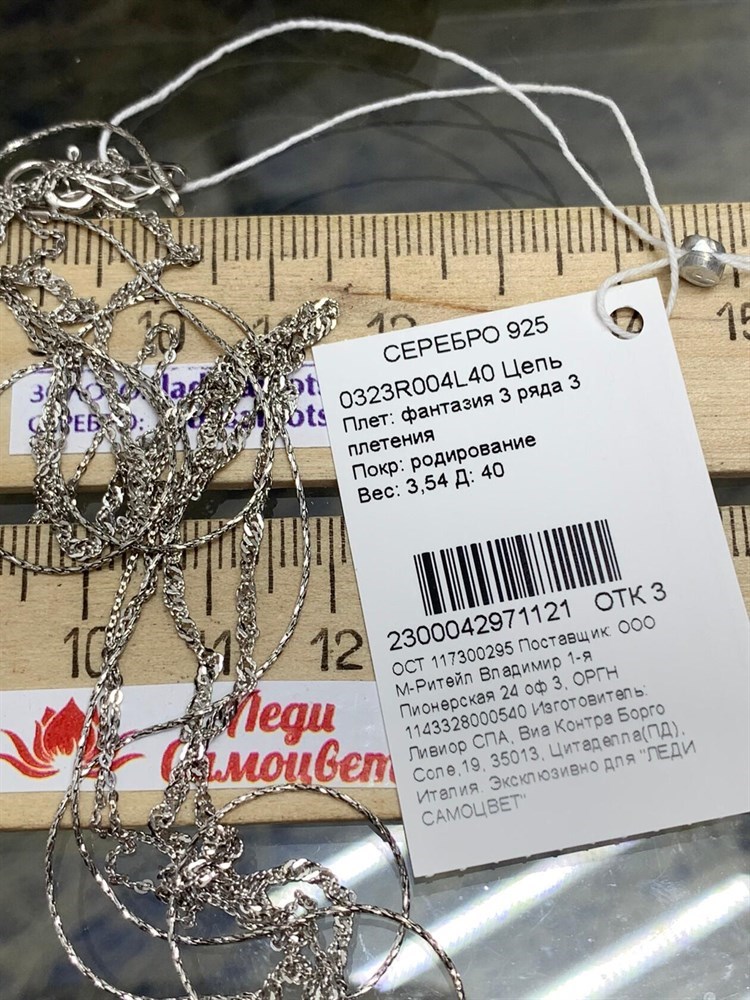 СЕРЕБРО 925
0323R004L40 Цепь
Плет: фантазия 3 ряда 3
плетения
Покр: родирование
Вес: 3,54 Д: 40
2300042971121 ОТК 3
ОСТ 117300295 Поставщик: ООО
М-Ритейл Владимир 1-я
Пионерская 24 оф 3, ОРГН
1143328000540 Изготовитель:
Ливиор СПА, Виа Контра Борго
Соле,19, 35013, Цитаделла(ПД),
Италия. Эксклюзивно для "ЛЕДИ
САМОЦВЕТ"
10 11 12
Леди
Самоцвет